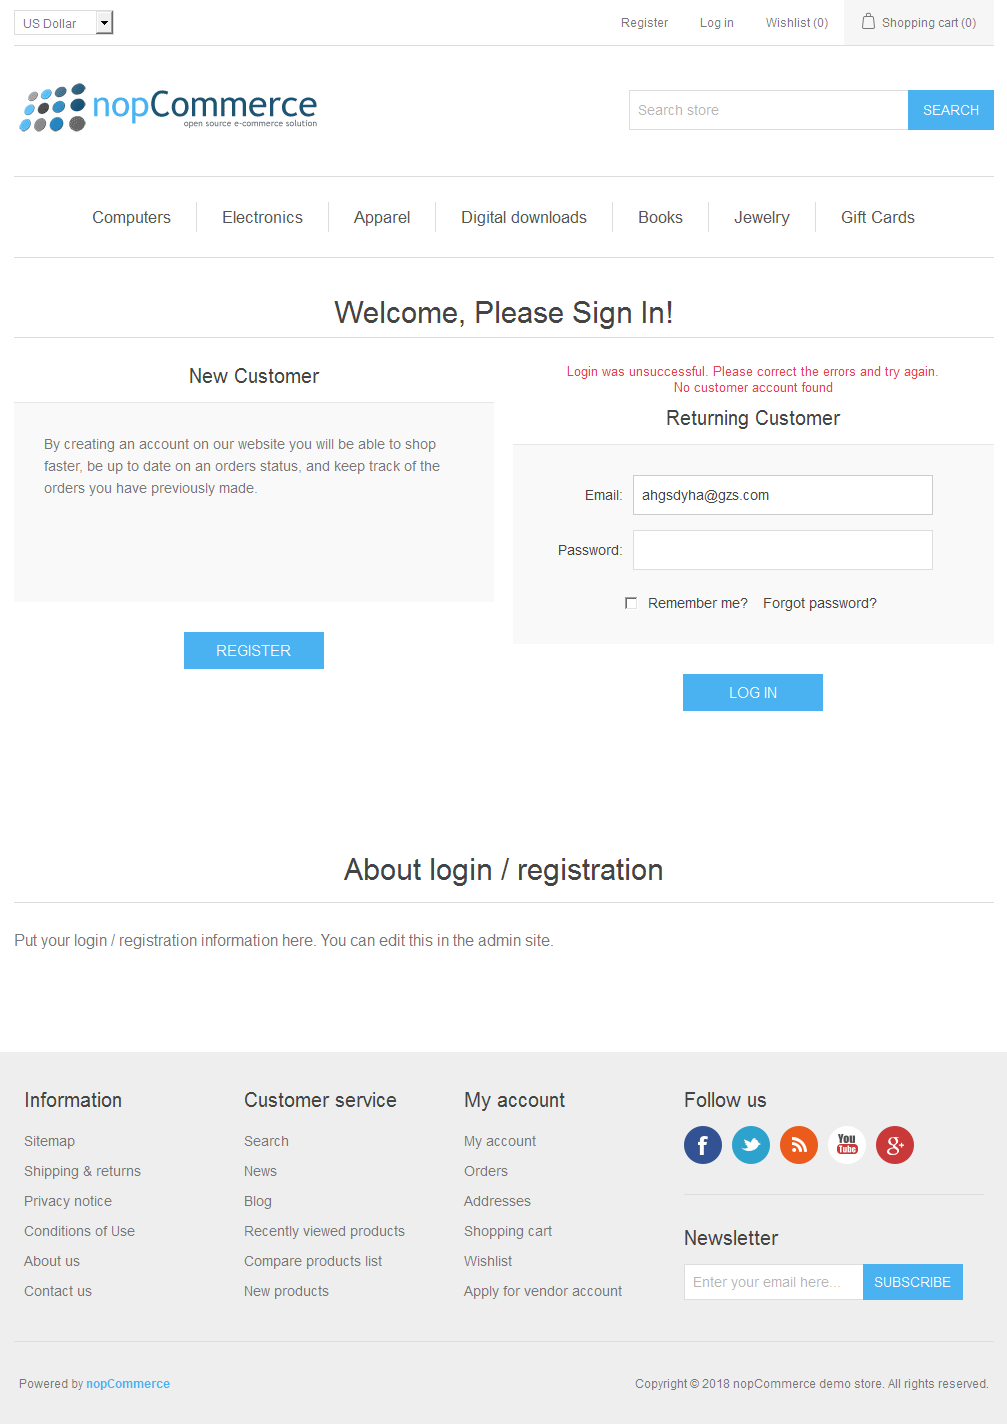 US Dollar
Register Log in Wishlist (0) Shopping cart (0)
nopCommerce
open source e-commerce solution
Search store SEARCH
Computers Electronics Apparel Digital downloads Books Jewelry Gift Cards
Welcome, Please Sign In!
New Customer
By creating an account on our website you will be able to shop
faster, be up to date on an orders status, and keep track of the
orders you have previously made.
REGISTER
Login was unsuccessful. Please correct the errors and try again.
No customer account found
Returning Customer
Email: ahgsdyha@gzs.com
Password:
Remember me? Forgot password?
LOG IN
About login / registration
Put your login / registration information here. You can edit this in the admin site.
Information
Sitemap
Shipping & returns
Privacy notice
Conditions of Use
About us
Contact us
Customer service
Search
News
Blog
Recently viewed products
Compare products list
New products
My account
My account
Orders
Addresses
Shopping cart
Wishlist
Apply for vendor account
Follow us
f You Tube g+
Newsletter
Enter your email here... SUBSCRIBE
Powered by nopCommerce
Copyright © 2018 nopCommerce demo store. All rights reserved.